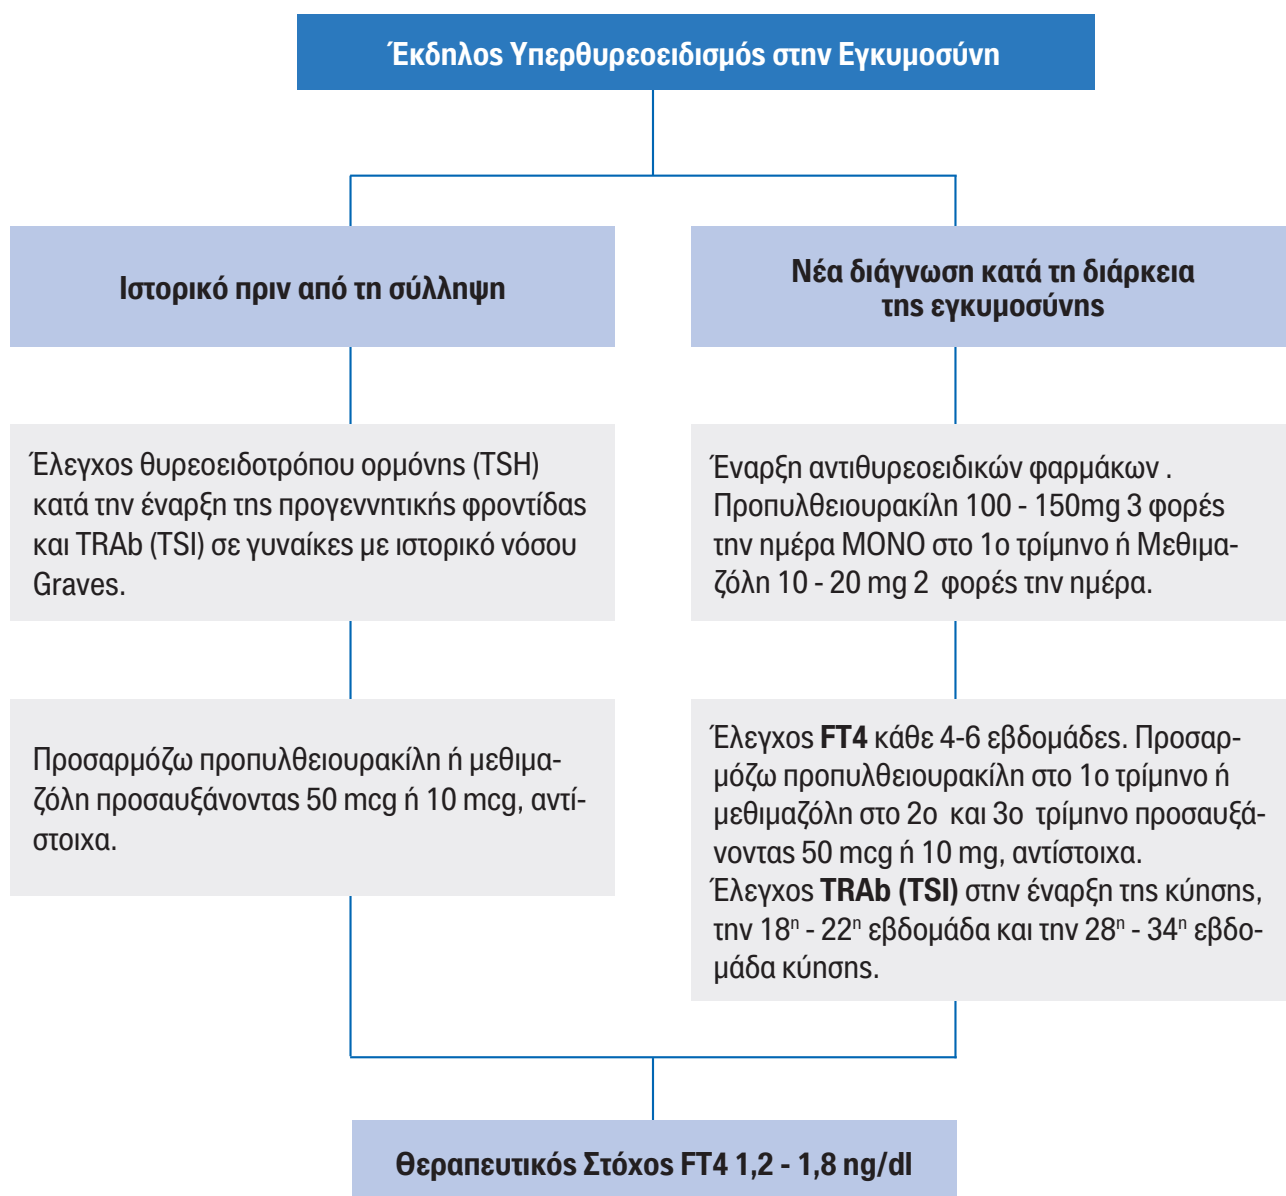 Έκδηλος Υπερθυρεοειδισμός στην Εγκυμοσύνη
Ιστορικό πριν από τη σύλληψη
Νέα διάγνωση κατά τη διάρκεια
της εγκυμοσύνης
Έλεγχος θυρεοειδοτρόπου ορμόνης (TSH)
κατά την έναρξη της προγεννητικής φροντίδας
και TRAb (TSI) σε γυναίκες με ιστορικό νόσου
Graves.
Έναρξη αντιθυρεοειδικών φαρμάκων .
Προπυλθειουρακίλη 100 - 150mg 3 φορές
την ημέρα ΜΟΝΟ στο 1ο τρίμηνο ή Μεθιμα-
ζόλη 10 - 20 mg 2 φορές την ημέρα.
Προσαρμόζω προπυλθειουρακίλη ή μεθιμα-
ζόλη προσαυξάνοντας 50 mcg ή 10 mcg, αντί-
στοιχα.
Έλεγχος FT4 κάθε 4-6 εβδομάδες. Προσαρ-
μόζω προπυλθειουρακίλη στο 1ο τρίμηνο ή
μεθιμαζόλη στο 2ο και 3ο τρίμηνο προσαυξά-
νοντας 50 mcg ή 10 mg, αντίστοιχα.
Έλεγχος TRAb (TSI) στην έναρξη της κύησης,
την 18η - 22η εβδομάδα και την 28η - 34η εβδο-
μάδα κύησης.
Θεραπευτικός Στόχος FT4 1,2 - 1,8 ng/dl